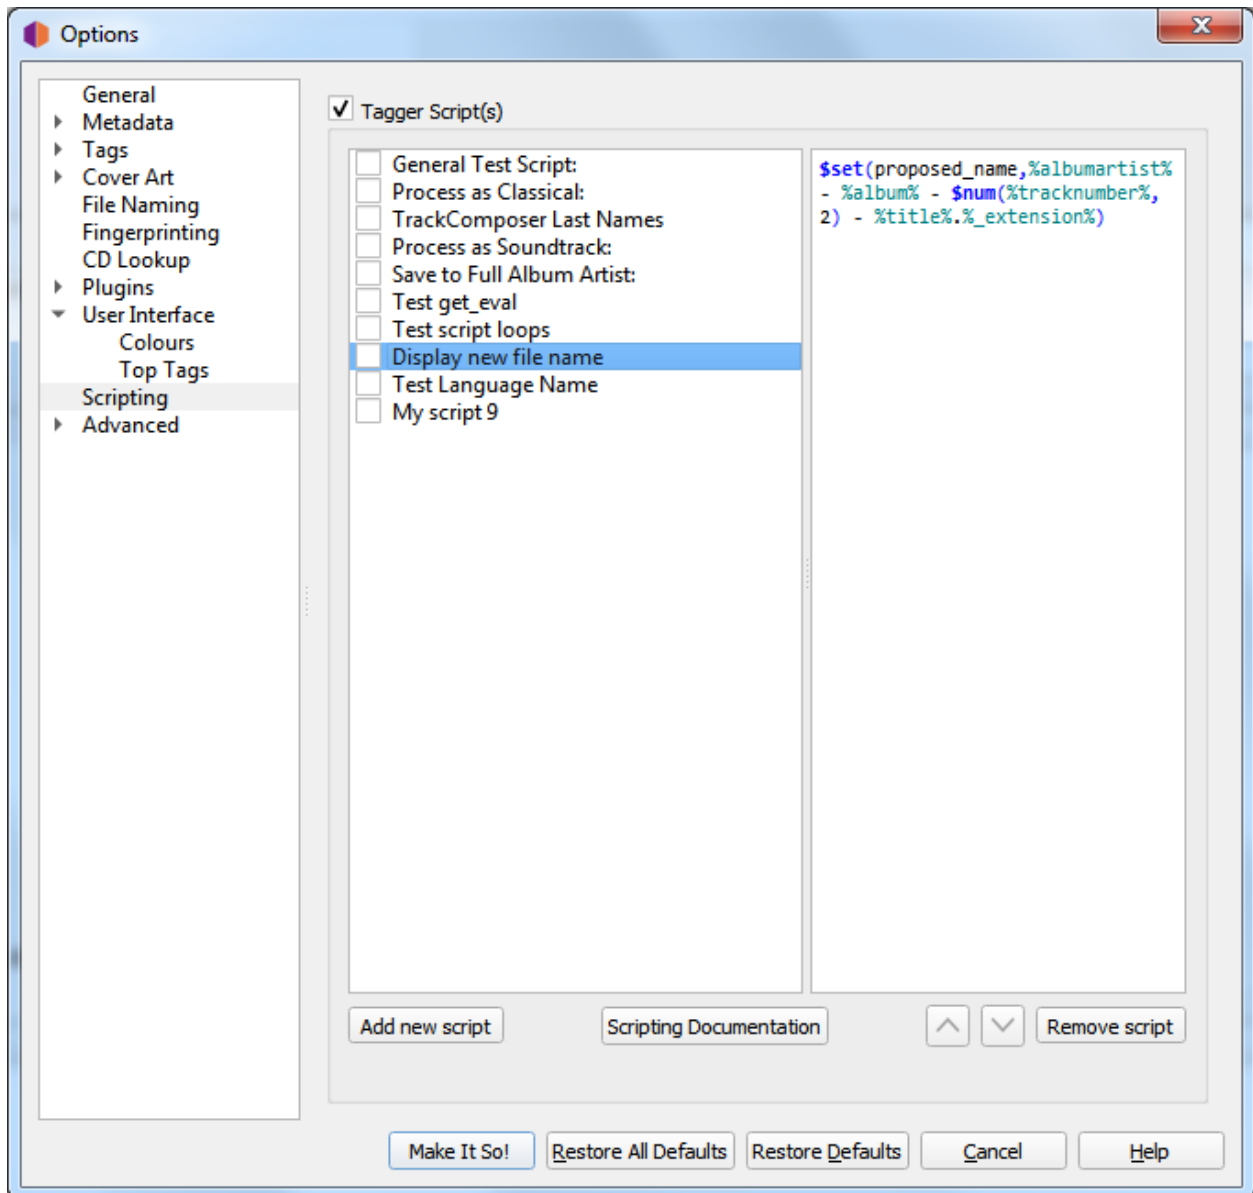 Options
General
Metadata
Tags
Cover Art
File Naming
Fingerprinting
CD Lookup
Plugins
User Interface
Colours
Top Tags
Scripting
Advanced
Tagger Script(s)
General Test Script:
Process as Classical:
TrackComposer Last Names
Process as Soundtrack:
Save to Full Album Artist:
Test get_eval
Test script loops
Display new file name
Test Language Name
My script 9
$set(proposed_name,%albumartist%
- %album% - $num(%tracknumber%,
2) - %title%.%_extension%)
Add new script
Scripting Documentation
Remove script
Make It So!
Restore All Defaults
Restore Defaults
Cancel
Help